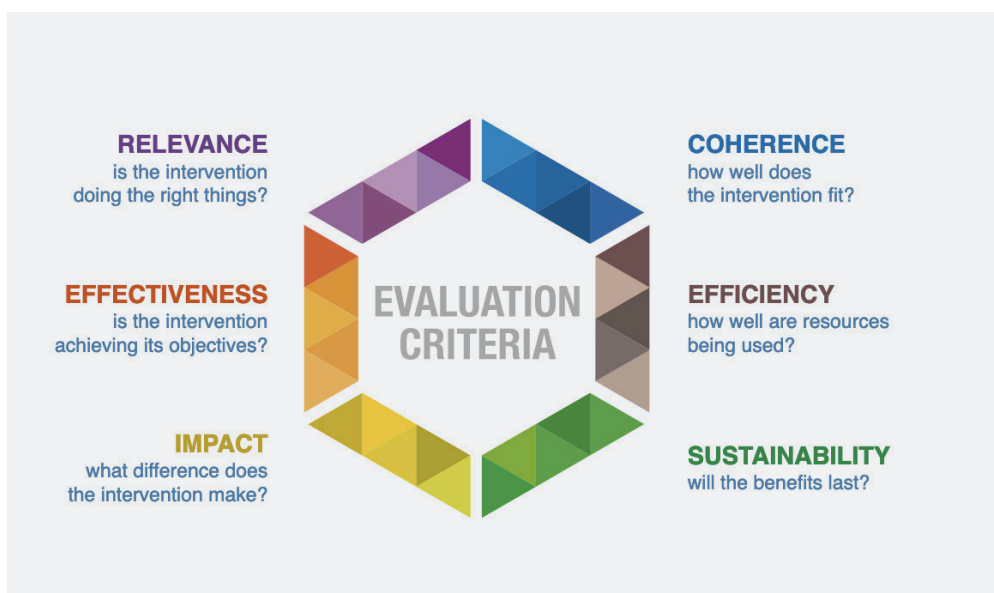 RELEVANCE
is the intervention
doing the right things?
COHERENCE
how well does
the intervention fit?
EFFECTIVENESS
is the intervention
achieving its objectives?
EVALUATION
CRITERIA
EFFICIENCY
how well are resources
being used?
IMPACT
what difference does
the intervention make?
SUSTAINABILITY
will the benefits last?